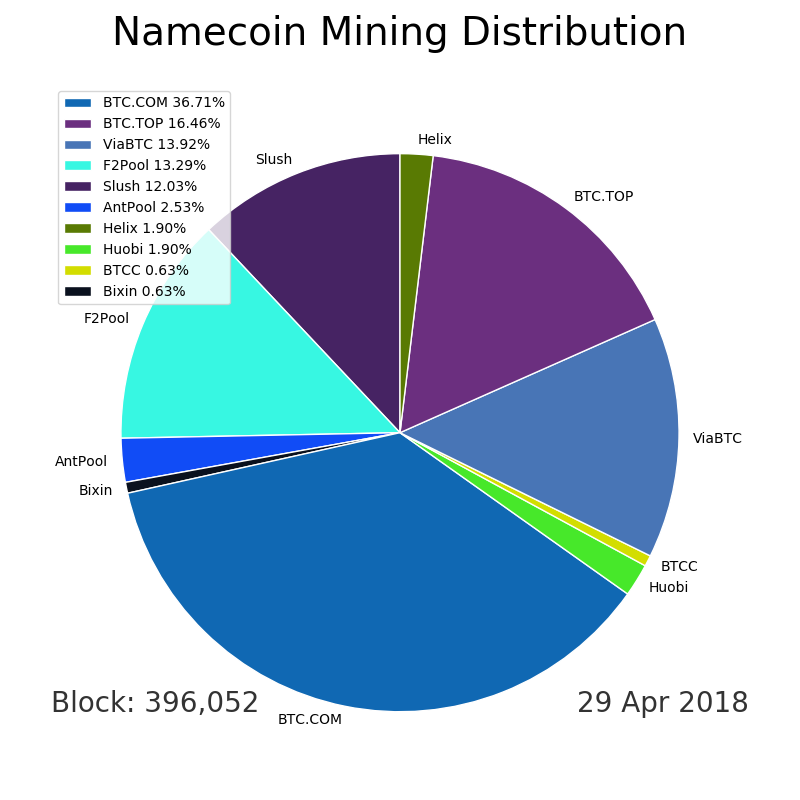 Namecoin Mining Distribution
BTC.COM 36.71%
BTC.TOP 16.46%
ViaBTC 13.92%
F2Pool 13.29%
Slush 12.03%
AntPool 2.53%
Helix 1.90%
Huobi 1.90%
BTCC 0.63%
Bixin 0.63%
Helix
Slush
BTC.TOP
F2Pool
ViaBTC
AntPool
Bixin
BTCC
Huobi
BTC.COM
Block: 396,052
29 Apr 2018